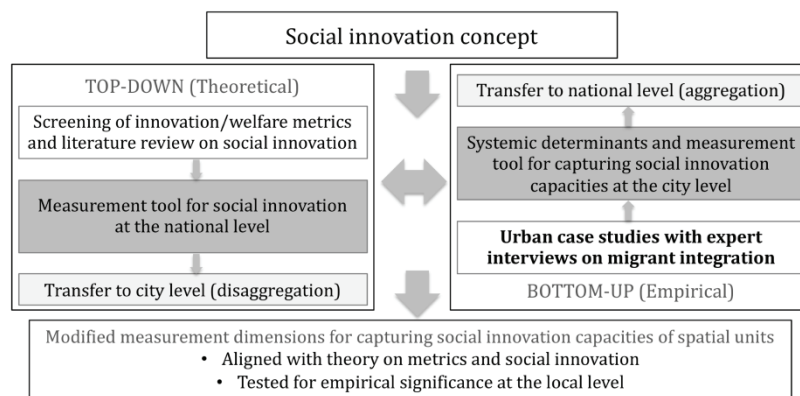 Social innovation concept
TOP-DOWN (Theoretical)
Screening of innovation/welfare metrics
and literature review on social innovation
Measurement tool for social innovation
at the national level
Transfer to city level (disaggregation)
Transfer to national level (aggregation)
Systemic determinants and measurement
tool for capturing social innovation
capacities at the city level
Urban case studies with expert
interviews on migrant integration
BOTTOM-UP (Empirical)
Modified measurement dimensions for capturing social innovation capacities of spatial units
• Aligned with theory on metrics and social innovation
• Tested for empirical significance at the local level